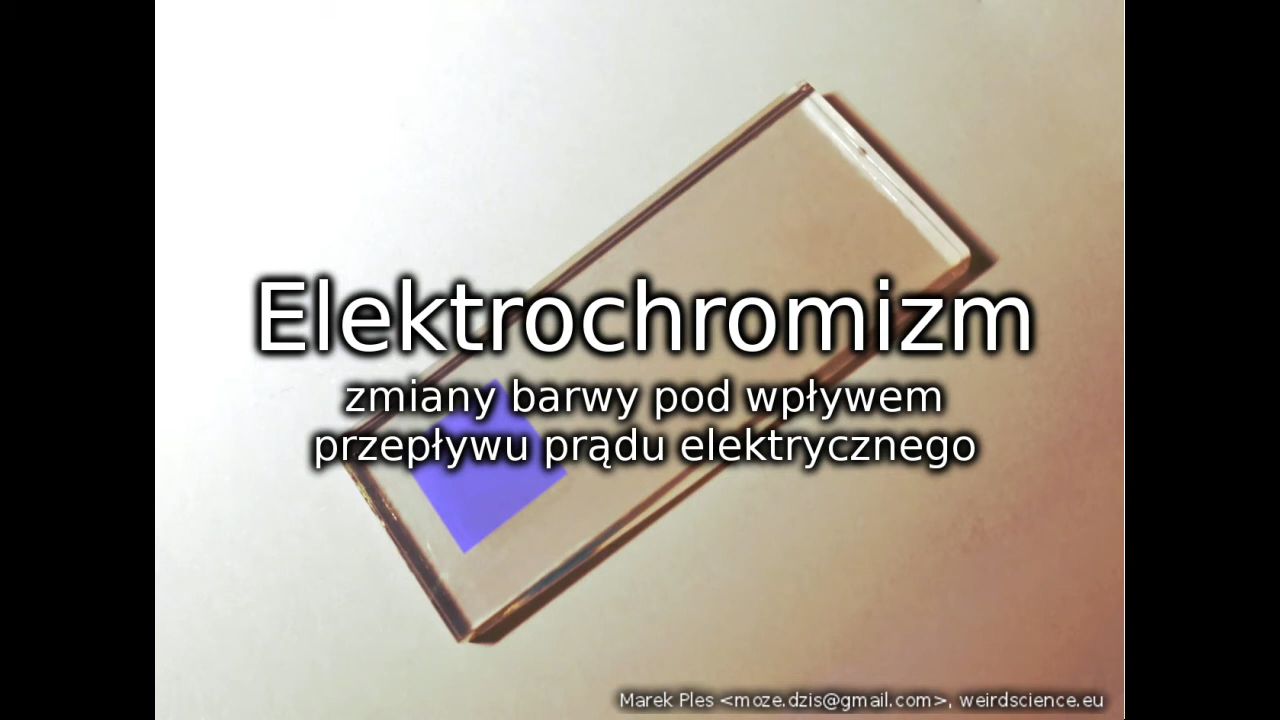 Elektrochromizm
zmiany barwy pod wpływem
przepływu prądu elektrycznego
Marek Ples <moze.dzis@gmail.com>, weirdscience.eu